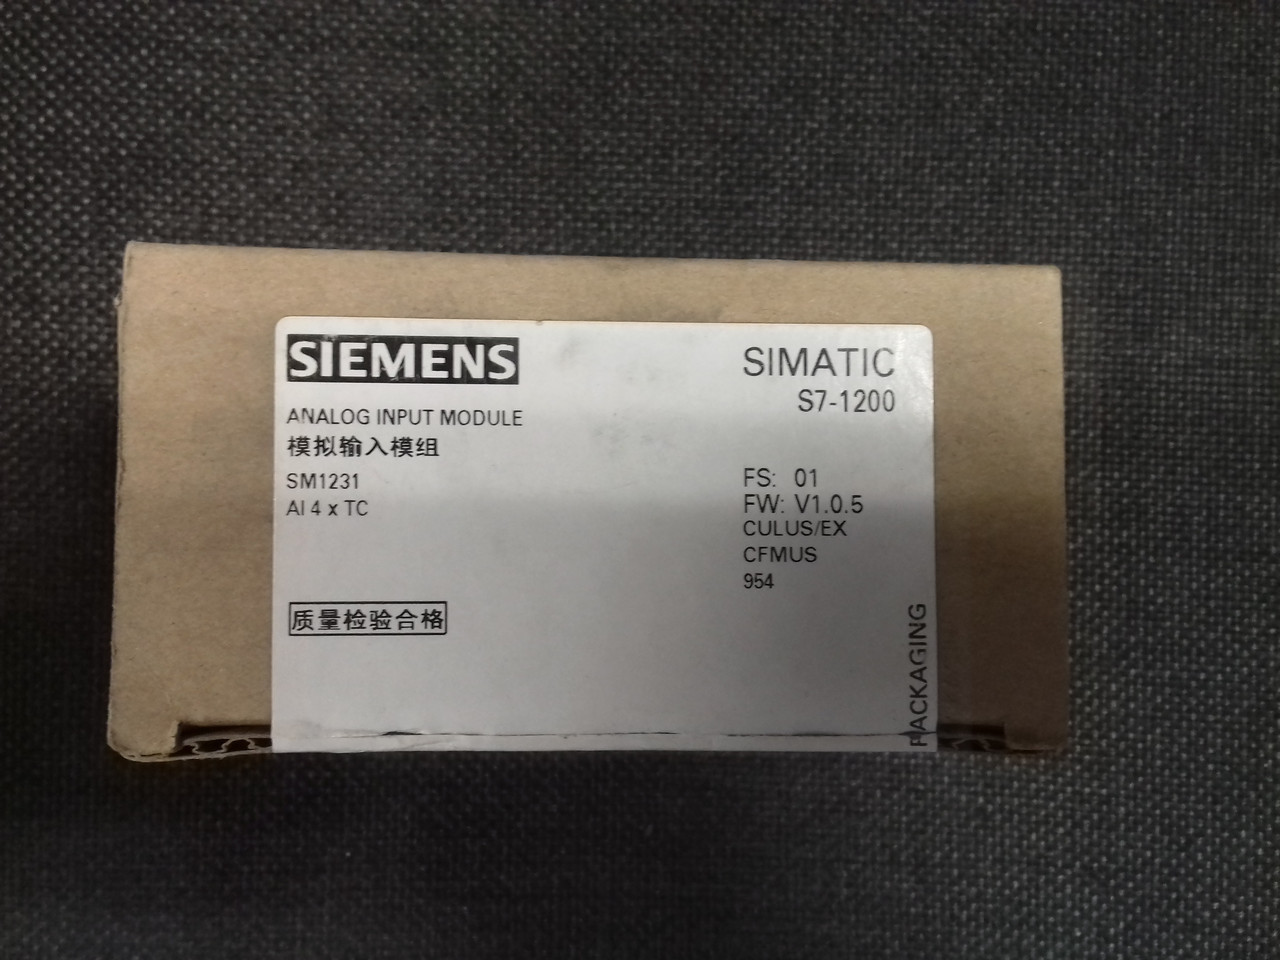 SIEMENS
SIMATIC
S7-1200
ANALOG INPUT MODULE
模拟输入模组
SM1231
AI 4 x TC
FS: 01
FW: V1.0.5
CULUS/EX
CFMUS
954
质量检验合格
PACKAGING